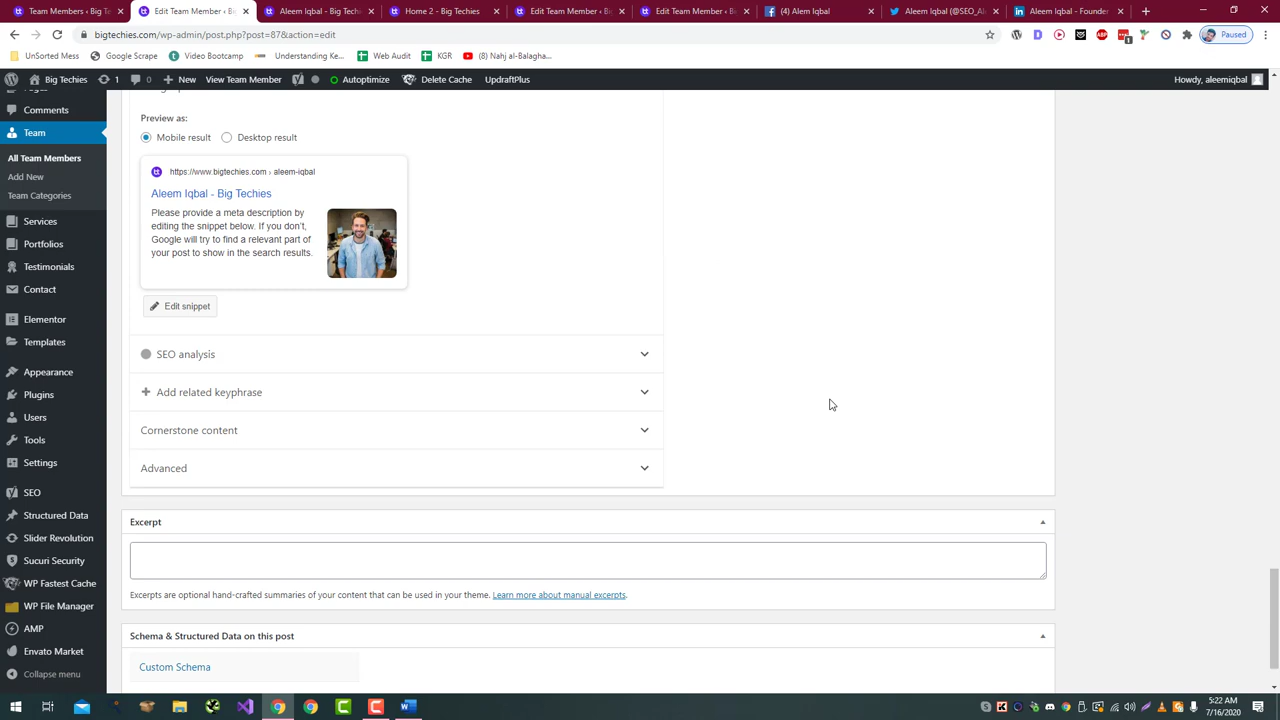 Team Members ‹ Big Te
Edit Team Member ‹ Bi
Aleem Iqbal - Big Techi
Home 2 - Big Techies
Edit Team Member ‹ Bi
Edit Team Member ‹ Bi
(4) Alem Iqbal
Aleem Iqbal (@SEO_Al
Aleem Iqbal - Founder
bigtechies.com/wp-admin/post.php?post=87&action=edit
Paused
UnSorted Mess
Google Scrape
Video Bootcamp
Understanding Ke...
Web Audit
KGR
(8) Nahj al-Balagha...
Big Techies
1
0
New
View Team Member
Autoptimize
Delete Cache
UpdraftPlus
Howdy, aleemiqbal
Comments
Team
All Team Members
Add New
Team Categories
Services
Portfolios
Testimonials
Contact
Elementor
Templates
Appearance
Plugins
Users
Tools
Settings
SEO
Structured Data
Slider Revolution
Sucuri Security
WP Fastest Cache
WP File Manager
AMP
Envato Market
Collapse menu
Preview as:
Mobile result
Desktop result
https://www.bigtechies.com › aleem-iqbal
Aleem Iqbal - Big Techies
Please provide a meta description by
editing the snippet below. If you don't,
Google will try to find a relevant part of
your post to show in the search results.
Edit snippet
SEO analysis
Add related keyphrase
Cornerstone content
Advanced
Excerpt
Excerpts are optional hand-crafted summaries of your content that can be used in your theme. Learn more about manual excerpts.
Schema & Structured Data on this post
Custom Schema
5:22 AM
7/16/2020